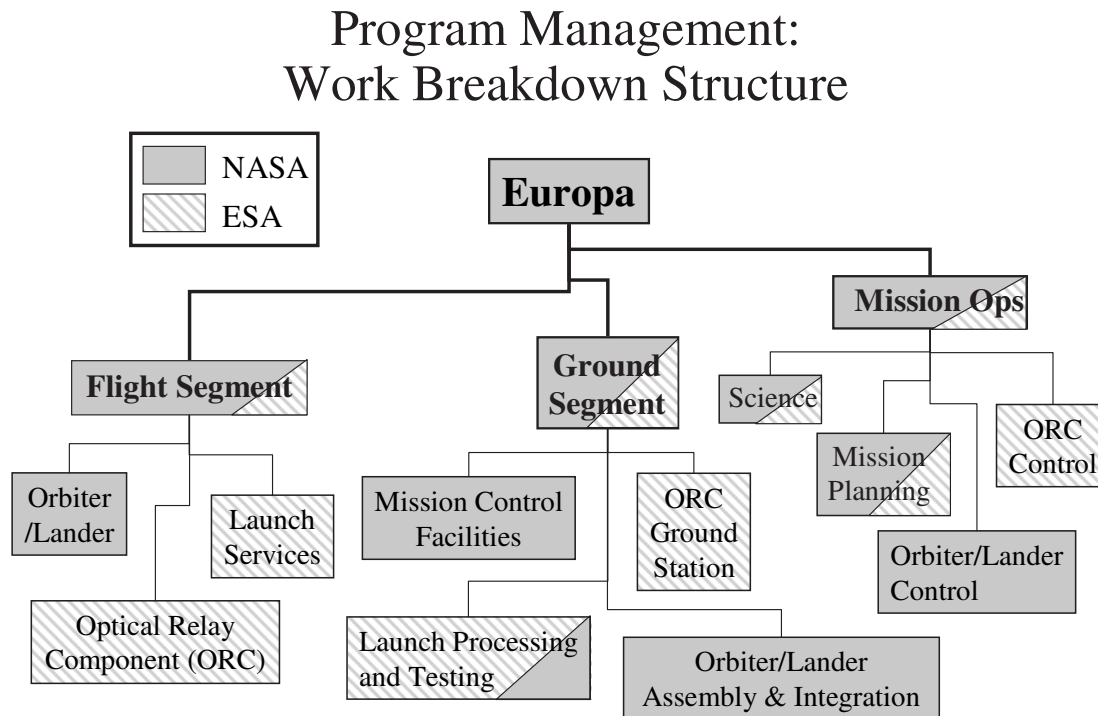 Program Management:
Work Breakdown Structure
NASA
ESA
Europa
Flight Segment
Orbiter
/Lander
Launch
Services
Optical Relay
Component (ORC)
Ground
Segment
Mission Control
Facilities
ORC
Ground
Station
Launch Processing
and Testing
Orbiter/Lander
Assembly & Integration
Mission Ops
Science
Mission
Planning
Orbiter/Lander
Control
ORC
Control